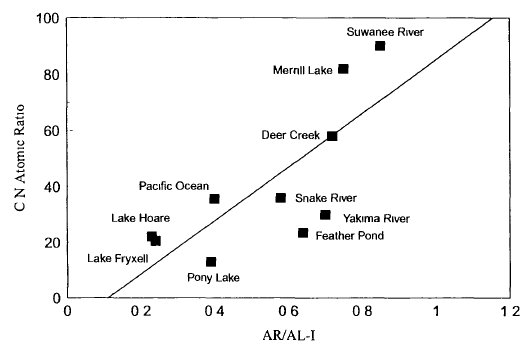 100
80
60
40
20
0
C N Atomic Ratio
Suwanee River
Merrill Lake
Deer Creek
Pacific Ocean
Snake River
Lake Hoare
Yakima River
Feather Pond
Lake Fryxell
Pony Lake
0 0 2 0 4 0 6 0 8 1 1 2
AR/AL-I